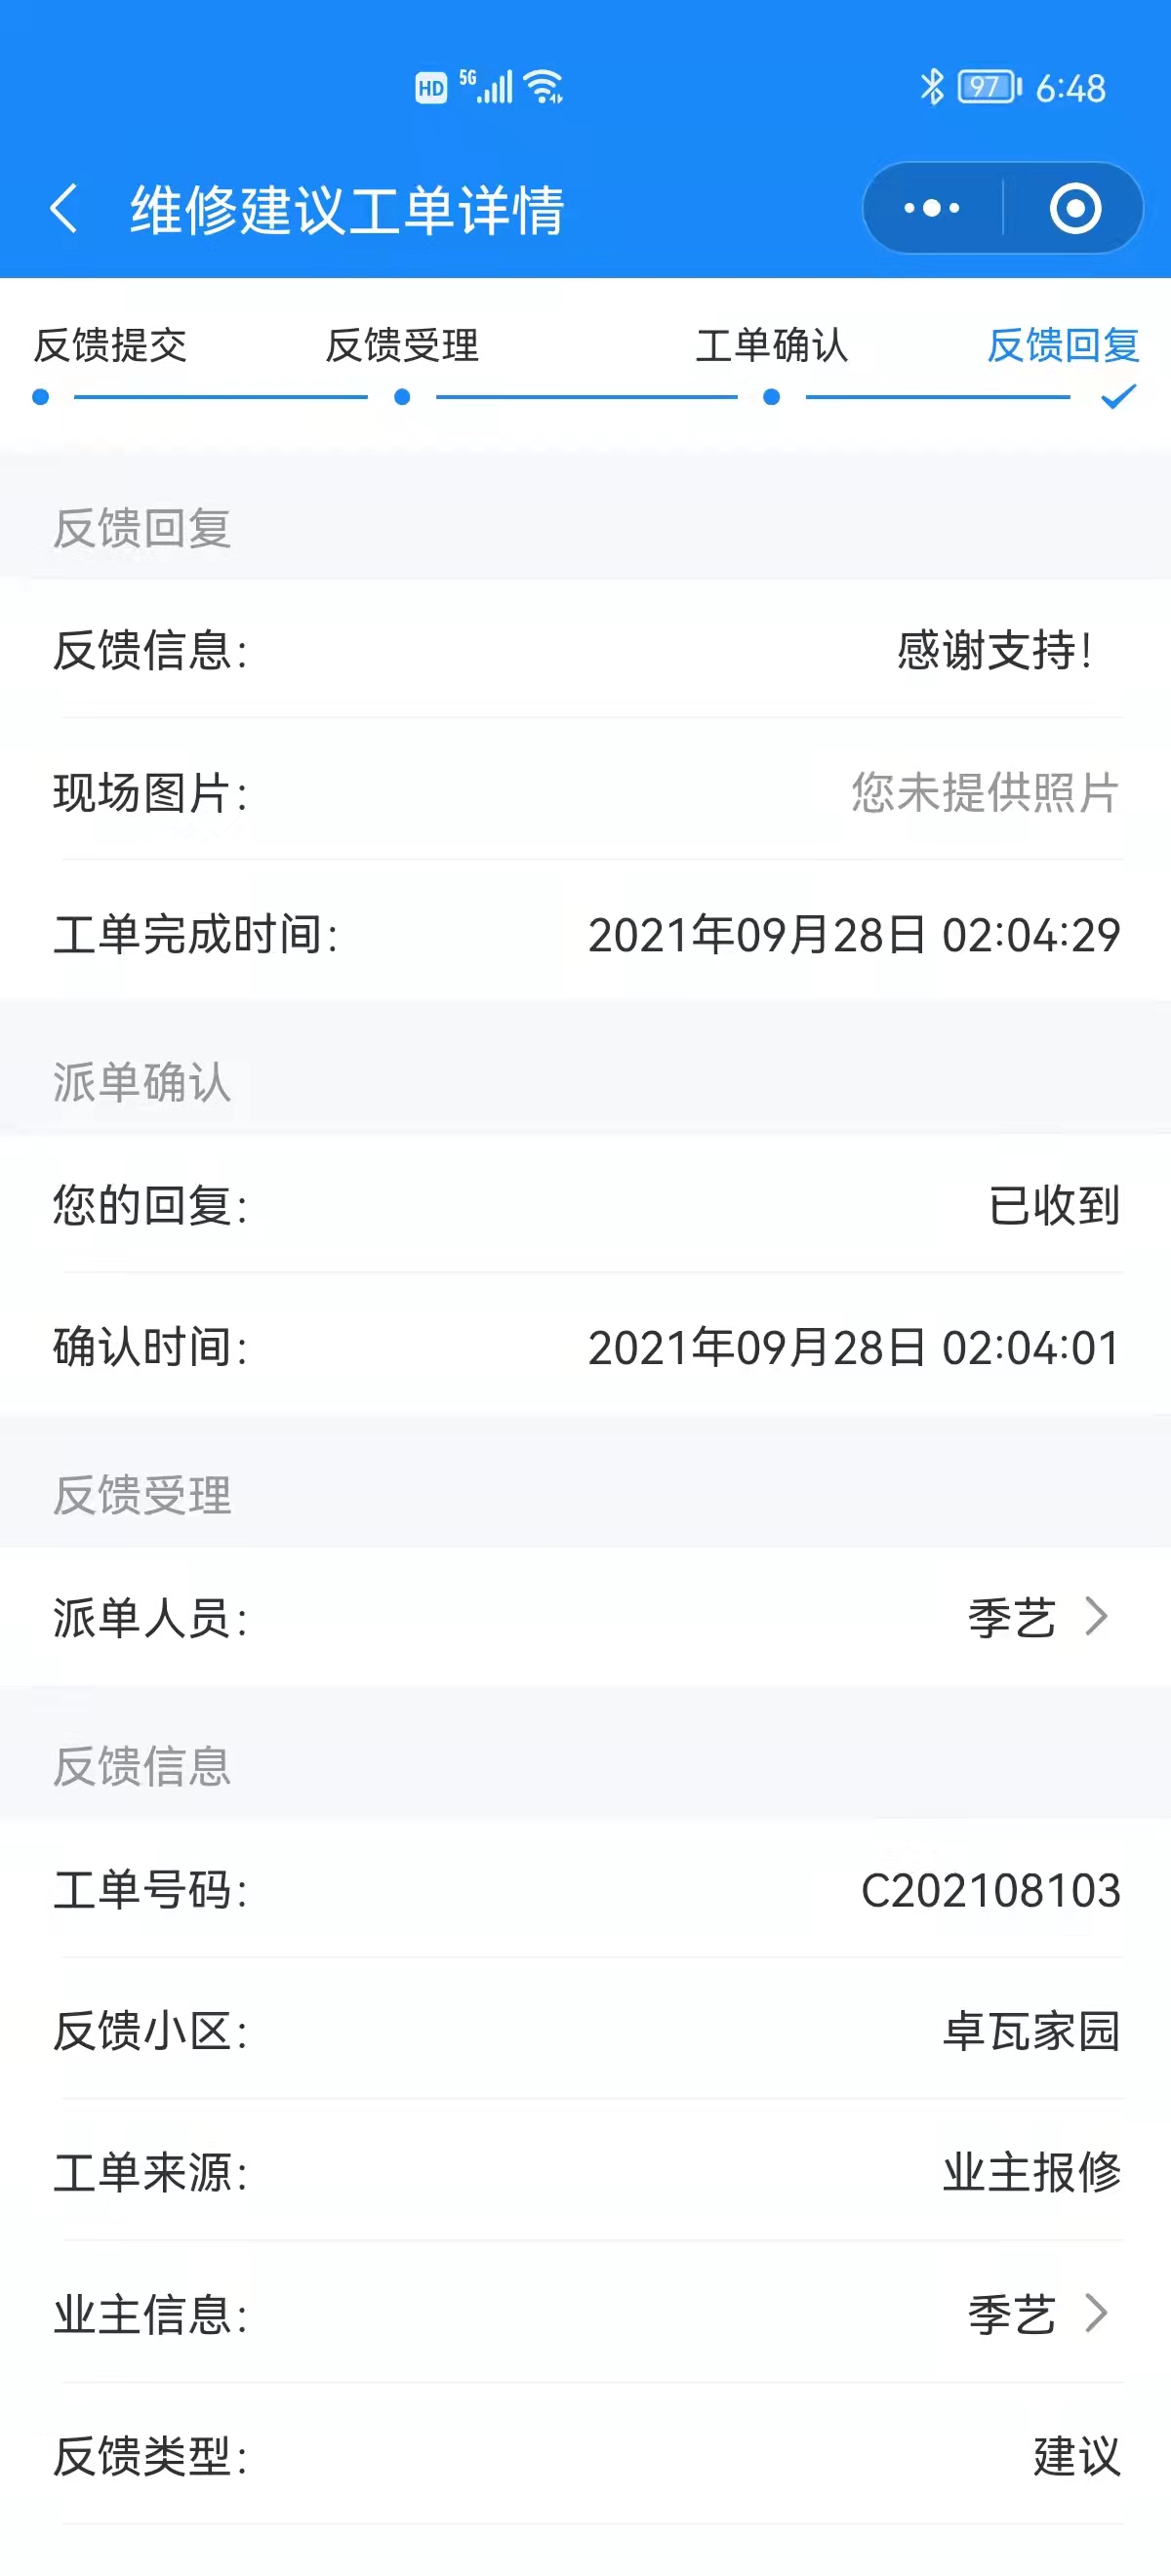 HD 5G 97 6:48
维修建议工单详情
反馈提交 反馈受理 工单确认 反馈回复
反馈回复
反馈信息: 感谢支持!
现场图片: 您未提供照片
工单完成时间: 2021年09月28日 02:04:29
派单确认
您的回复: 已收到
确认时间: 2021年09月28日 02:04:01
反馈受理
派单人员: 季艺
反馈信息
工单号码: C202108103
反馈小区: 卓瓦家园
工单来源: 业主报修
业主信息: 季艺
反馈类型: 建议